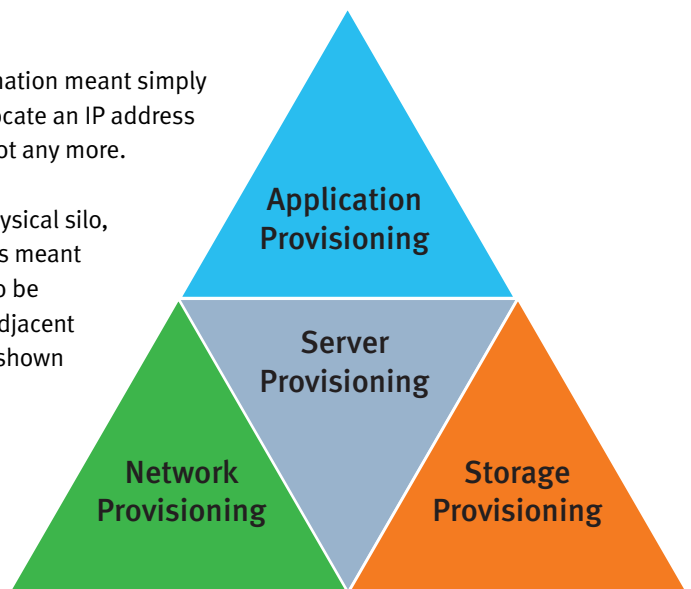 nation meant simply
ocate an IP address
ot any more.
ysical silo,
s meant
o be
djacent
shown
Application
Provisioning
Server
Provisioning
Network
Provisioning
Storage
Provisioning